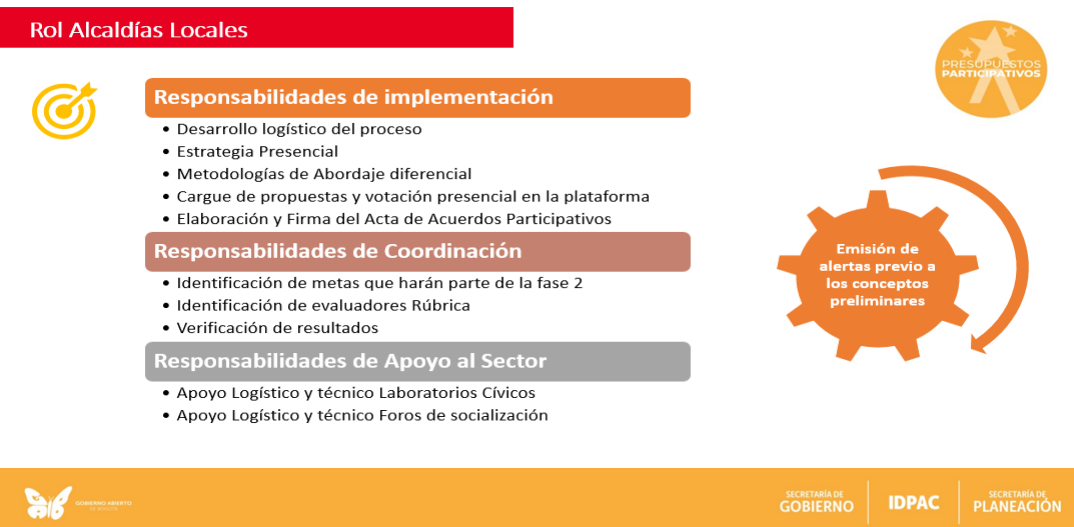 Rol Alcaldías Locales
PRESUPUESTOS
PARTICIPATIVOS
Responsabilidades de implementación
• Desarrollo logístico del proceso
• Estrategia Presencial
• Metodologías de Abordaje diferencial
• Cargue de propuestas y votación presencial en la plataforma
• Elaboración y Firma del Acta de Acuerdos Participativos
Responsabilidades de Coordinación
• Identificación de metas que harán parte de la fase 2
• Identificación de evaluadores Rúbrica
• Verificación de resultados
Responsabilidades de Apoyo al Sector
• Apoyo Logístico y técnico Laboratorios Cívicos
• Apoyo Logístico y técnico Foros de socialización
Emisión de
alertas previo a
los conceptos
preliminares
GOBIERNO ABIERTO
DE BOGOTÁ
SECRETARÍA DE
GOBIERNO
IDPAC
SECRETARÍA DE
PLANEACIÓN